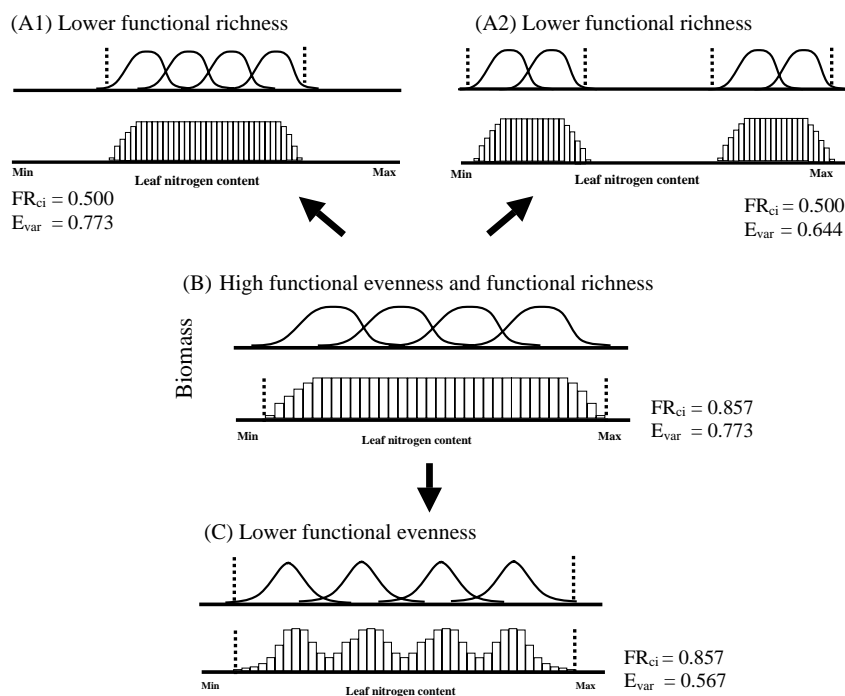 (A1) Lower functional richness
(A2) Lower functional richness
Min
Leaf nitrogen content
Max
FRci = 0.500
Evar = 0.773
Min
Leaf nitrogen content
Max
FRci = 0.500
Evar = 0.644
(B) High functional evenness and functional richness
Biomass
Min
Leaf nitrogen content
Max
FRci = 0.857
Evar = 0.773
(C) Lower functional evenness
Min
Leaf nitrogen content
Max
FRci = 0.857
Evar = 0.567